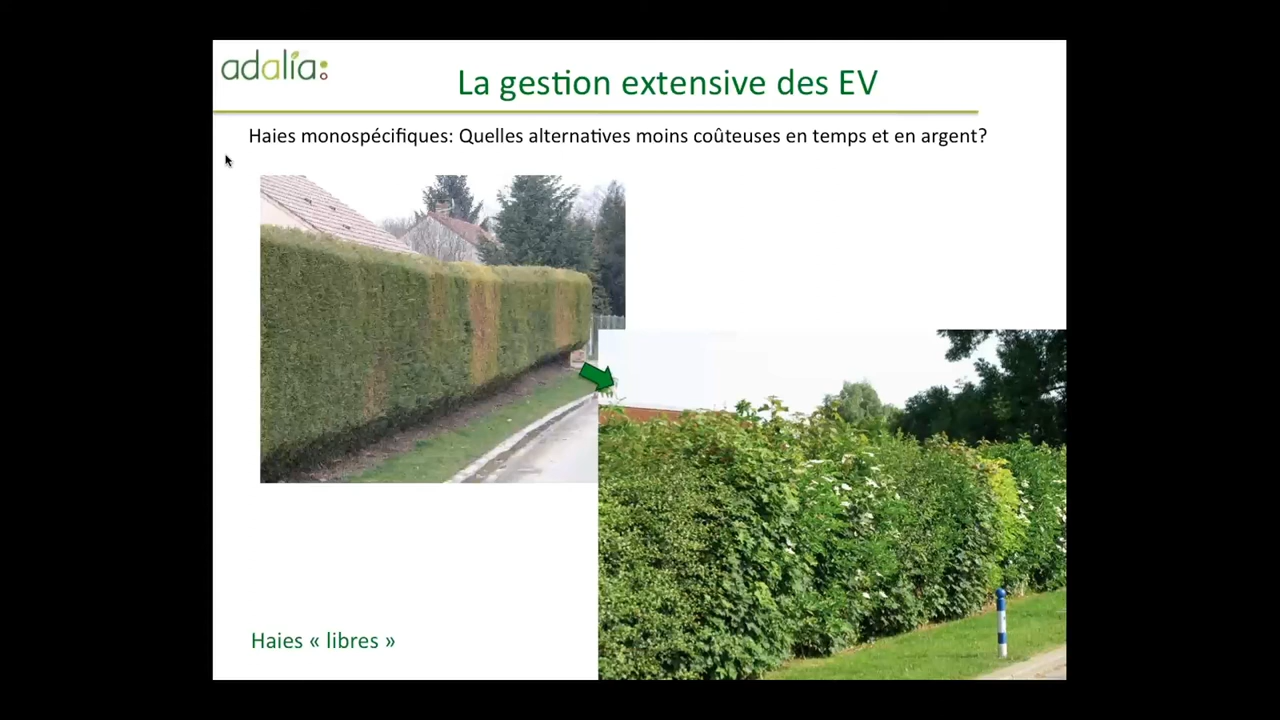 adalia
La gestion extensive des EV
Haies monospécifiques: Quelles alternatives moins coûteuses en temps et en argent?
Haies « libres »